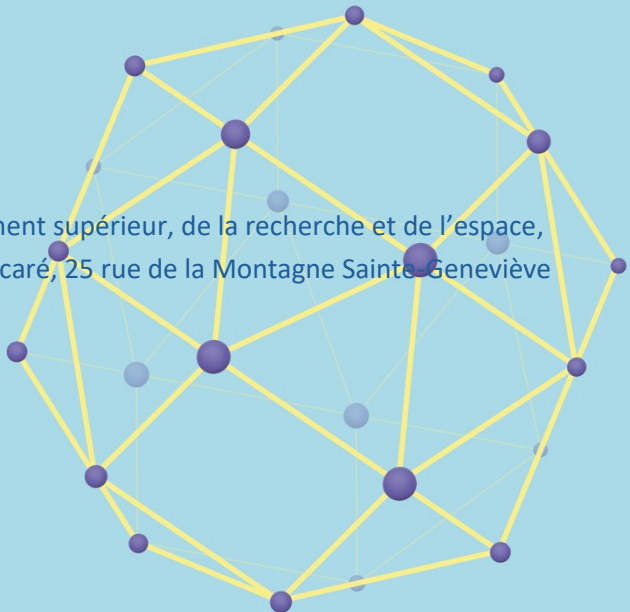 ment supérieur, de la recherche et de l’espace,
caré, 25 rue de la Montagne Sainte-Geneviève